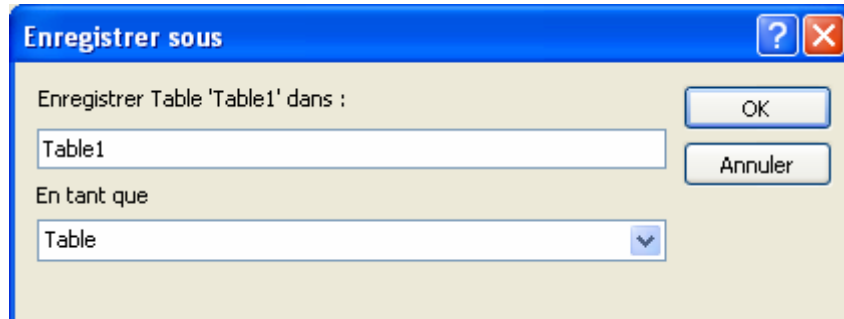 Enregistrer sous
Enregistrer Table 'Table1' dans :
OK
Table1
Annuler
En tant que
Table